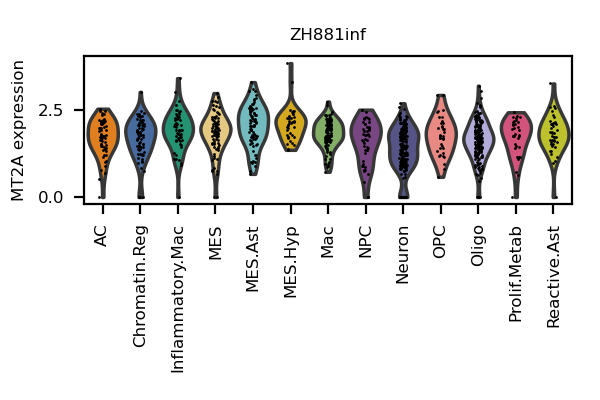 ZH881inf
MT2A expression
2.5
0.0
AC
Chromatin.Reg
Inflammatory.Mac
MES
MES.Ast
MES.Hyp
Mac
NPC
Neuron
OPC
Oligo
Prolif.Metab
Reactive.Ast